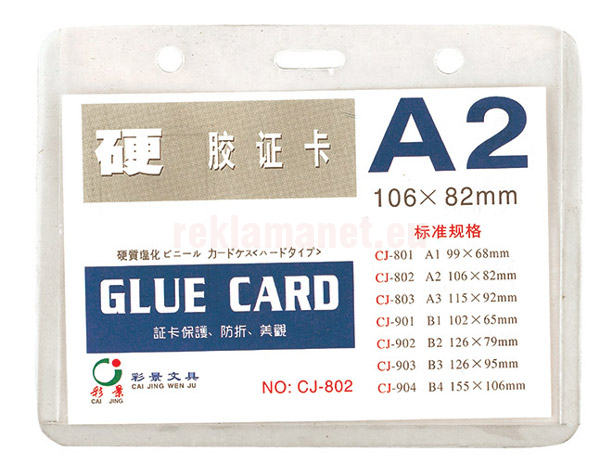 硬 胶证卡
A2
106×82mm
标准规格
硬質塩化ビニール カードケス<ハードタイプ>
GLUE CARD
証卡保護、防折、美觀
CJ-801 A1 99×68mm
CJ-802 A2 106×82mm
CJ-803 A3 115×92mm
CJ-901 B1 102×65mm
CJ-902 B2 126×79mm
CJ-903 B3 126×95mm
CJ-904 B4 155×106mm
彩景
CAI JING
彩景文具
CAI JING WEN JU
NO: CJ-802
reklamanet.eu